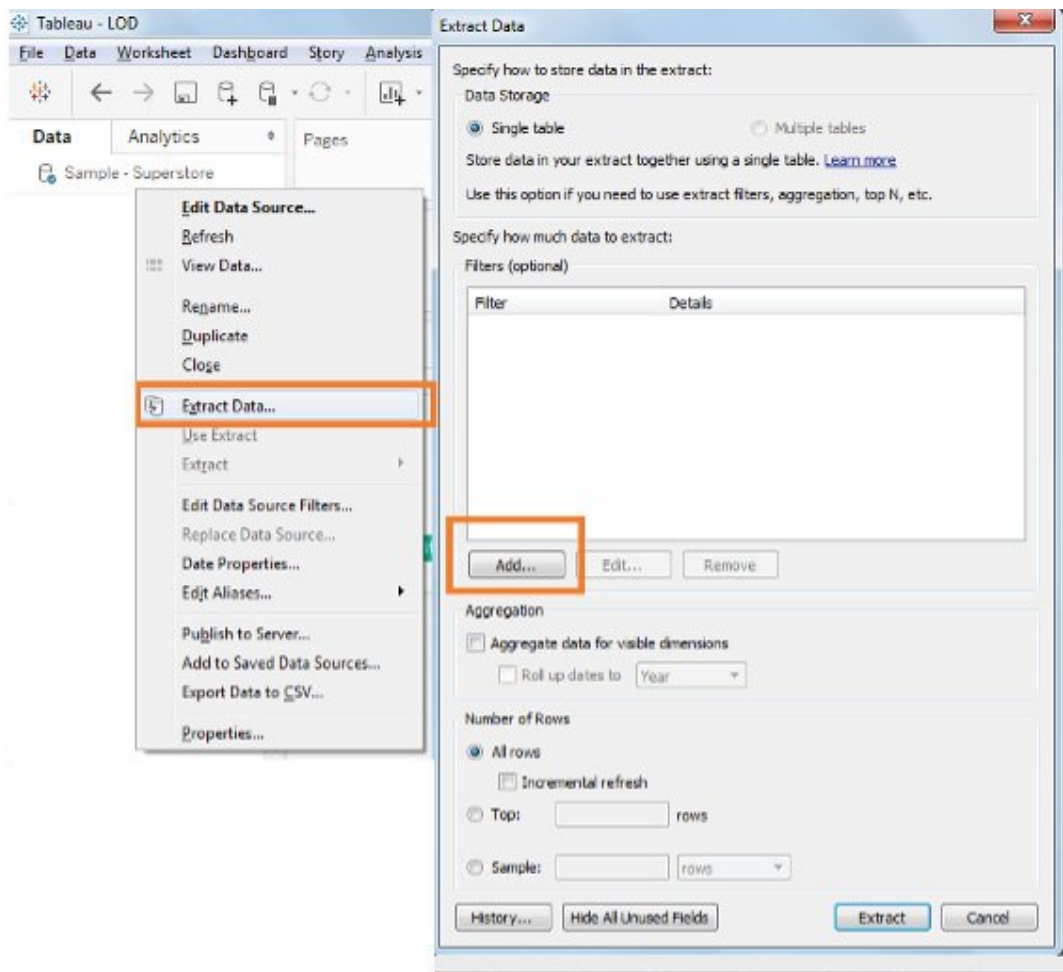 Tableau - LOD
File Data Worksheet Dashboard Story Analysis
Data Analytics
Pages
Sample - Superstore
Edit Data Source...
Refresh
View Data...
Rename...
Duplicate
Close
Extract Data...
Use Extract
Extract
Edit Data Source Filters...
Replace Data Source...
Date Properties...
Edit Aliases...
Publish to Server...
Add to Saved Data Sources...
Export Data to CSV...
Properties...
Extract Data
Specify how to store data in the extract:
Data Storage
Single table Multiple tables
Store data in your extract together using a single table. Learn more
Use this option if you need to use extract filters, aggregation, top N, etc.
Specify how much data to extract:
Filters (optional)
Filter Details
Add... Edit... Remove
Aggregation
Aggregate data for visible dimensions
Roll up dates to Year
Number of Rows
All rows
Incremental refresh
Top: rows
Sample: rows
History... Hide All Unused Fields Extract Cancel